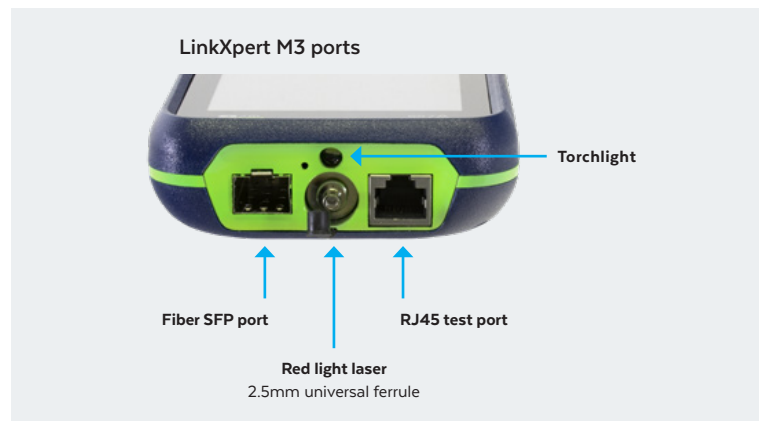 LinkXpert M3 ports
Torchlight
Fiber SFP port
RJ45 test port
Red light laser
2.5mm universal ferrule